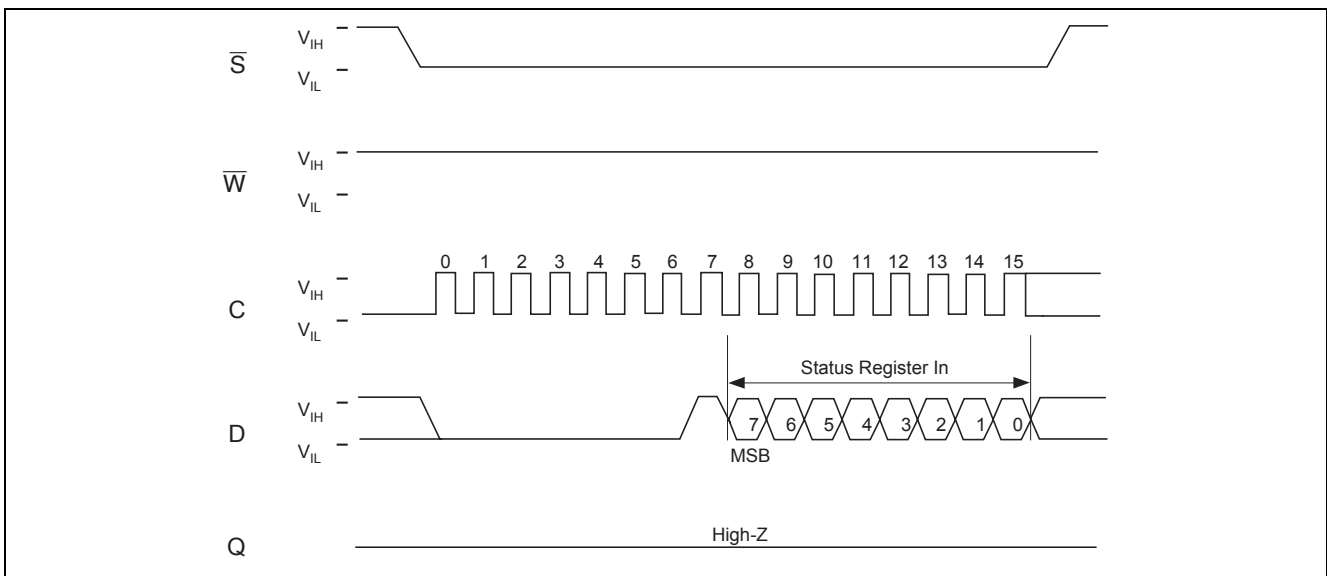 S̅
V_IH
V_IL
W̅
V_IH
V_IL
0 1 2 3 4 5 6 7 8 9 10 11 12 13 14 15
C
V_IH
V_IL
Status Register In
D
V_IH
V_IL
7 6 5 4 3 2 1 0
MSB
Q
High-Z